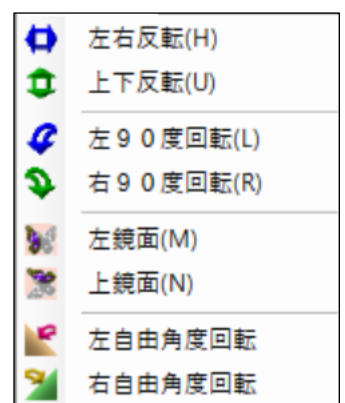 左右反転(H)
上下反転(U)
左９０度回転(L)
右９０度回転(R)
左鏡面(M)
上鏡面(N)
左自由角度回転
右自由角度回転